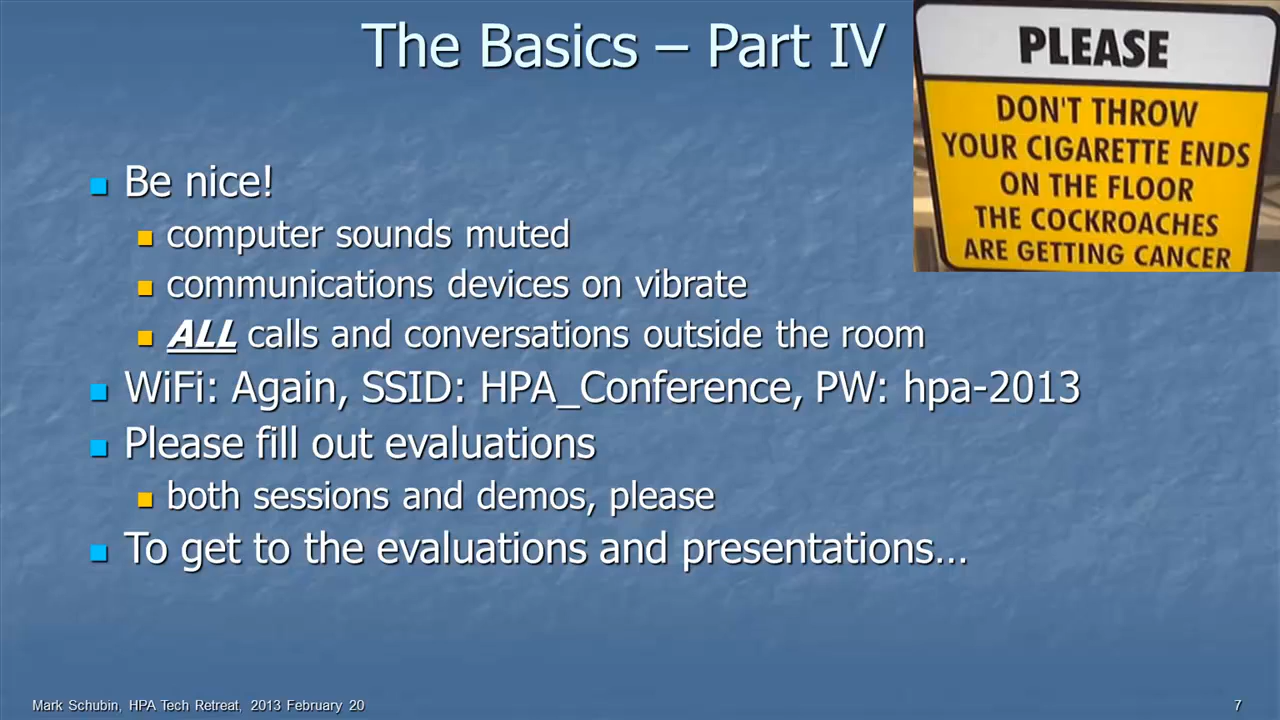 The Basics – Part IV
PLEASE
DON'T THROW
YOUR CIGARETTE ENDS
ON THE FLOOR
THE COCKROACHES
ARE GETTING CANCER
Be nice!
computer sounds muted
communications devices on vibrate
ALL calls and conversations outside the room
WiFi: Again, SSID: HPA_Conference, PW: hpa-2013
Please fill out evaluations
both sessions and demos, please
To get to the evaluations and presentations…
Mark Schubin, HPA Tech Retreat, 2013 February 20
7